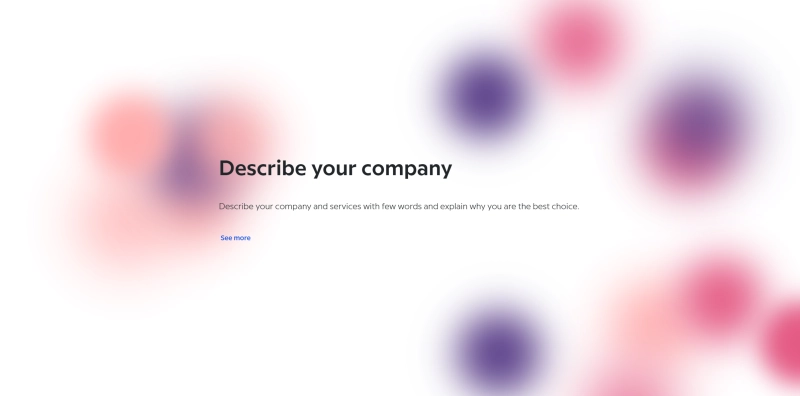 Describe your company
Describe your company and services with few words and explain why you are the best choice.
See more